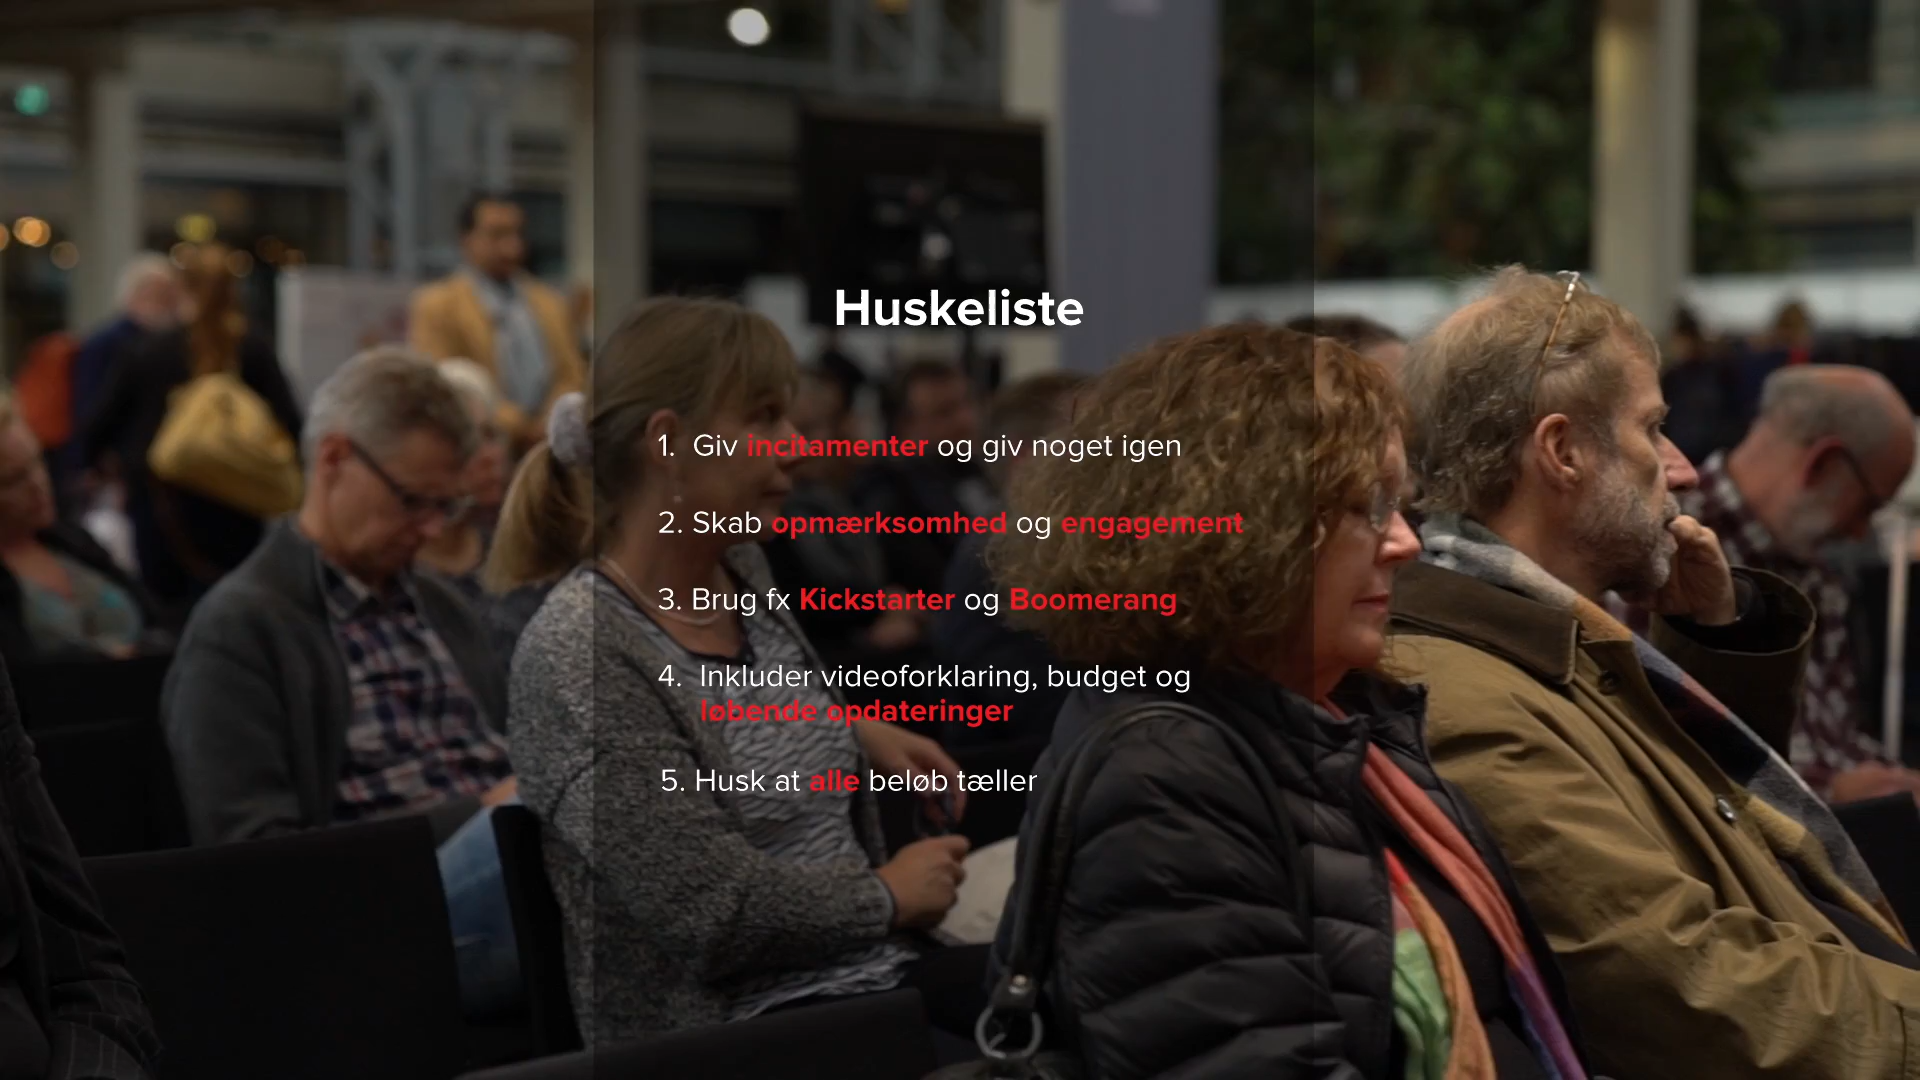 Huskeliste
1. Giv incitamenter og giv noget igen
2. Skab opmærksomhed og engagement
3. Brug fx Kickstarter og Boomerang
4. Inkluder videoforklaring, budget og
løbende opdateringer
5. Husk at alle beløb tæller